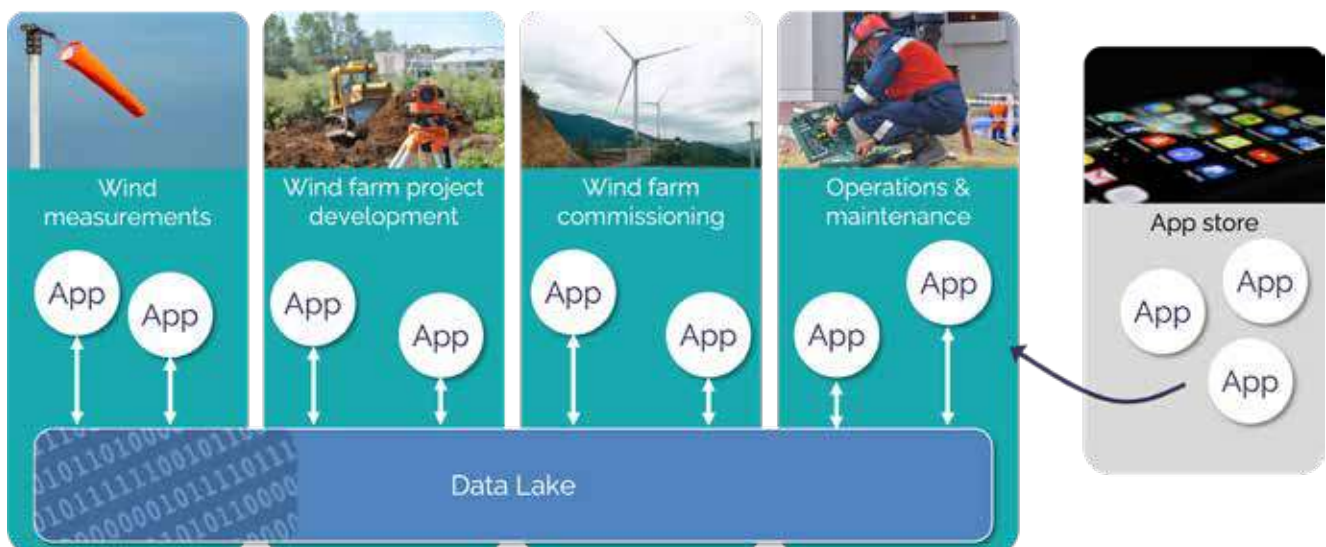 Wind
measurements
Wind farm project
development
Wind farm
commissioning
Operations &
maintenance
App store
App
App
App
App
App
App
App
App
App
App
App
Data Lake